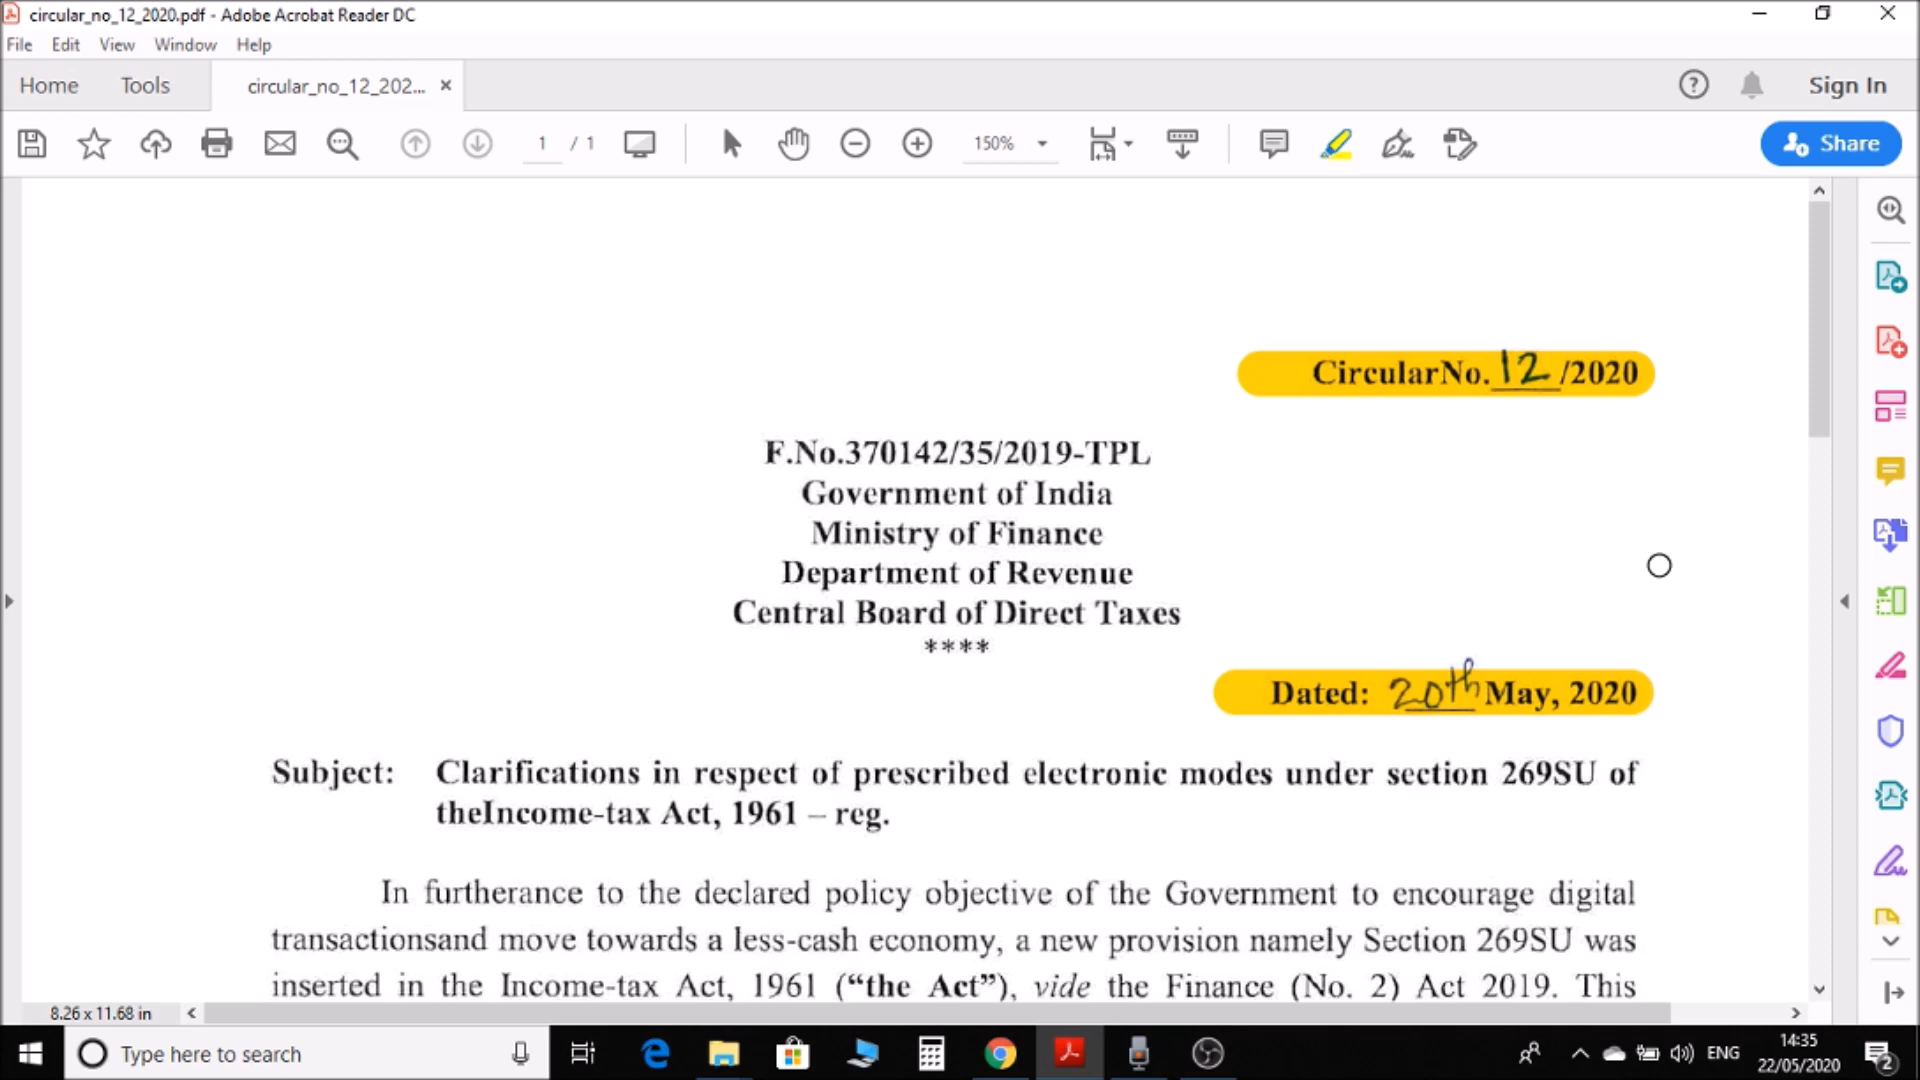 circular_no_12_2020.pdf - Adobe Acrobat Reader DC
File Edit View Window Help
Home Tools circular_no_12_202... × Sign In
1 / 1 150% Share
CircularNo. 12 /2020
F.No.370142/35/2019-TPL
Government of India
Ministry of Finance
Department of Revenue
Central Board of Direct Taxes
****
Dated: 20th May, 2020
Subject: Clarifications in respect of prescribed electronic modes under section 269SU of
theIncome-tax Act, 1961 – reg.
In furtherance to the declared policy objective of the Government to encourage digital
transactionsand move towards a less-cash economy, a new provision namely Section 269SU was
inserted in the Income-tax Act, 1961 (“the Act”), vide the Finance (No. 2) Act 2019. This
8.26 x 11.68 in
Type here to search ENG 14:35
22/05/2020 2